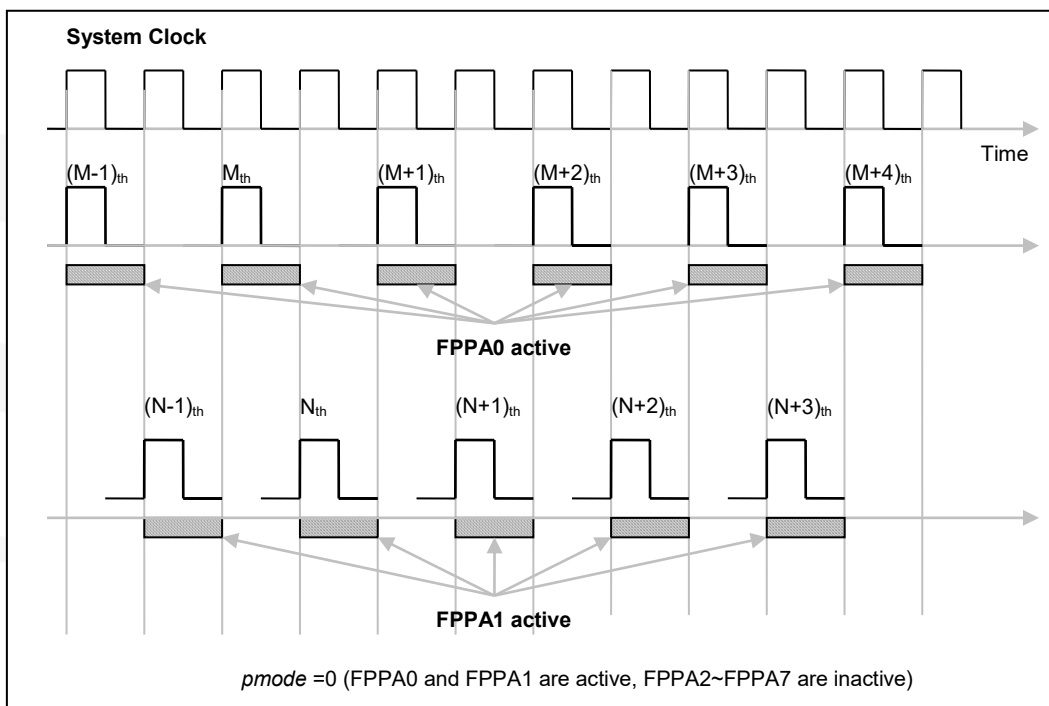 System Clock
Time
(M-1)th Mth (M+1)th (M+2)th (M+3)th (M+4)th
FPPA0 active
(N-1)th Nth (N+1)th (N+2)th (N+3)th
FPPA1 active
pmode =0 (FPPA0 and FPPA1 are active, FPPA2~FPPA7 are inactive)